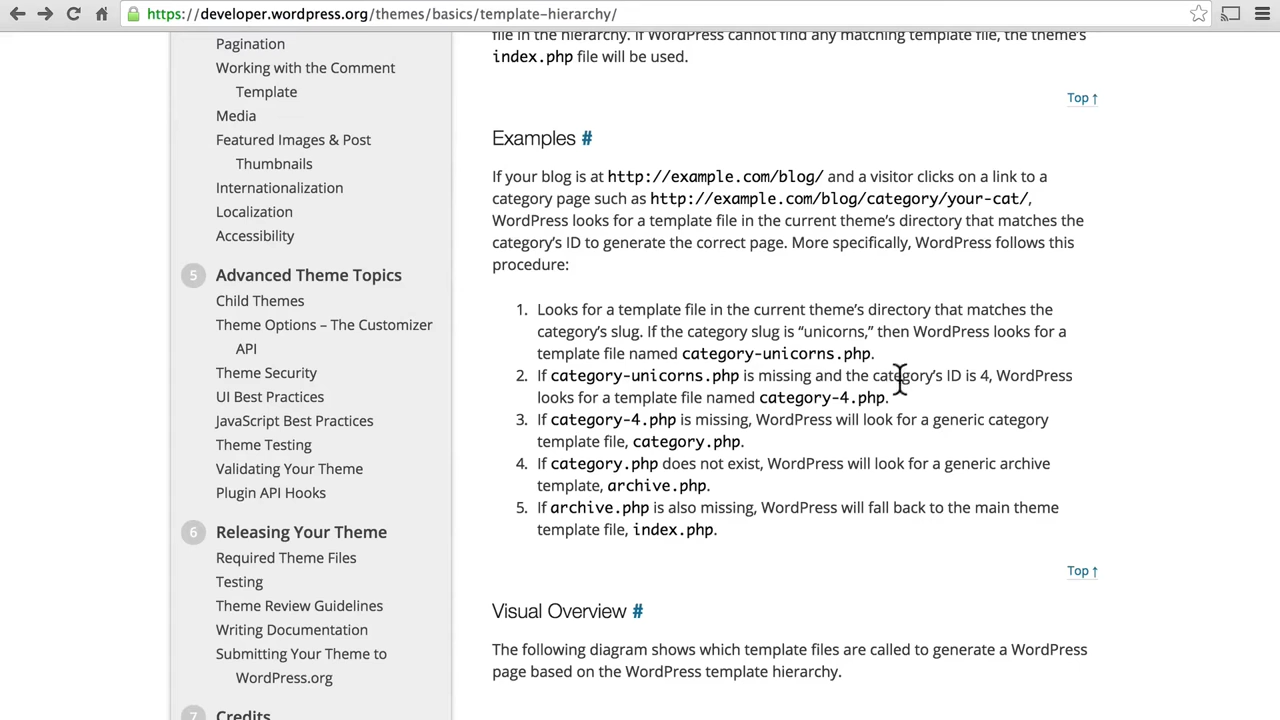 https://developer.wordpress.org/themes/basics/template-hierarchy/
Pagination
Working with the Comment
Template
Media
Featured Images & Post
Thumbnails
Internationalization
Localization
Accessibility
5 Advanced Theme Topics
Child Themes
Theme Options – The Customizer
API
Theme Security
UI Best Practices
JavaScript Best Practices
Theme Testing
Validating Your Theme
Plugin API Hooks
6 Releasing Your Theme
Required Theme Files
Testing
Theme Review Guidelines
Writing Documentation
Submitting Your Theme to
WordPress.org
7 Credits
file in the hierarchy. If WordPress cannot find any matching template file, the theme's
index.php file will be used.
Top ↑
Examples #
If your blog is at http://example.com/blog/ and a visitor clicks on a link to a
category page such as http://example.com/blog/category/your-cat/,
WordPress looks for a template file in the current theme's directory that matches the
category's ID to generate the correct page. More specifically, WordPress follows this
procedure:
1. Looks for a template file in the current theme's directory that matches the
category's slug. If the category slug is “unicorns,” then WordPress looks for a
template file named category-unicorns.php.
2. If category-unicorns.php is missing and the category's ID is 4, WordPress
looks for a template file named category-4.php.
3. If category-4.php is missing, WordPress will look for a generic category
template file, category.php.
4. If category.php does not exist, WordPress will look for a generic archive
template, archive.php.
5. If archive.php is also missing, WordPress will fall back to the main theme
template file, index.php.
Top ↑
Visual Overview #
The following diagram shows which template files are called to generate a WordPress
page based on the WordPress template hierarchy.